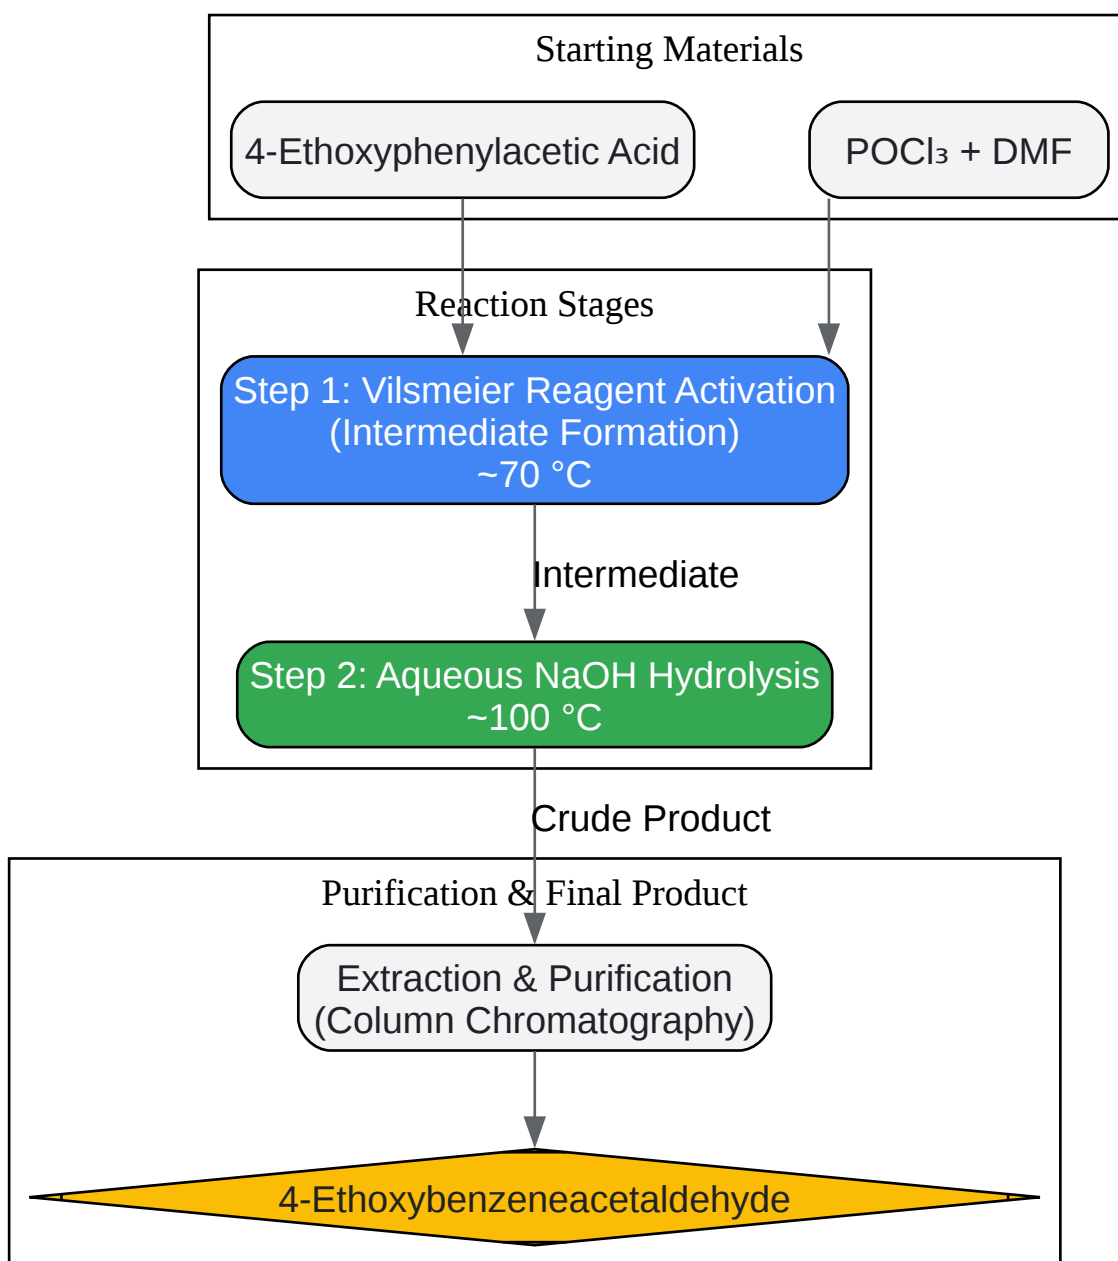 Starting Materials
4-Ethoxyphenylacetic Acid
POCl₃ + DMF
Reaction Stages
Step 1: Vilsmeier Reagent Activation
(Intermediate Formation)
~70 °C
Intermediate
Step 2: Aqueous NaOH Hydrolysis
~100 °C
Crude Product
Purification & Final Product
Extraction & Purification
(Column Chromatography)
4-Ethoxybenzeneacetaldehyde